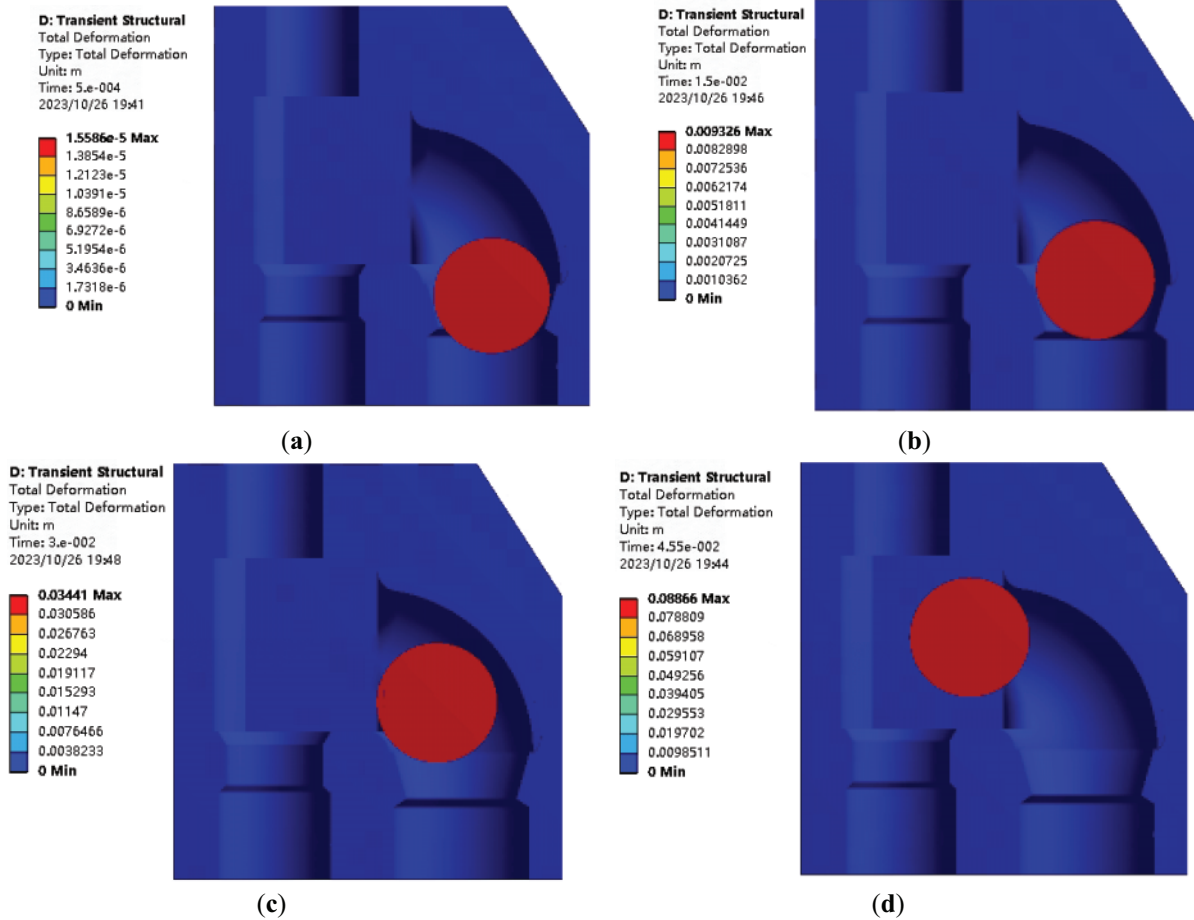 D: Transient Structural
Total Deformation
Type: Total Deformation
Unit: m
Time: 5.e-004
2023/10/26 19:41
1.5586e-5 Max
1.3854e-5
1.2123e-5
1.0391e-5
8.6589e-6
6.9272e-6
5.1954e-6
3.4636e-6
1.7318e-6
0 Min
(a)
D: Transient Structural
Total Deformation
Type: Total Deformation
Unit: m
Time: 1.5e-002
2023/10/26 19:46
0.009326 Max
0.0082898
0.0072536
0.0062174
0.0051811
0.0041449
0.0031087
0.0020725
0.0010362
0 Min
(b)
D: Transient Structural
Total Deformation
Type: Total Deformation
Unit: m
Time: 3.e-002
2023/10/26 19:48
0.03441 Max
0.030586
0.026763
0.02294
0.019117
0.015293
0.01147
0.0076466
0.0038233
0 Min
(c)
D: Transient Structural
Total Deformation
Type: Total Deformation
Unit: m
Time: 4.55e-002
2023/10/26 19:44
0.08866 Max
0.078809
0.068958
0.059107
0.049256
0.039405
0.029553
0.019702
0.0098511
0 Min
(d)